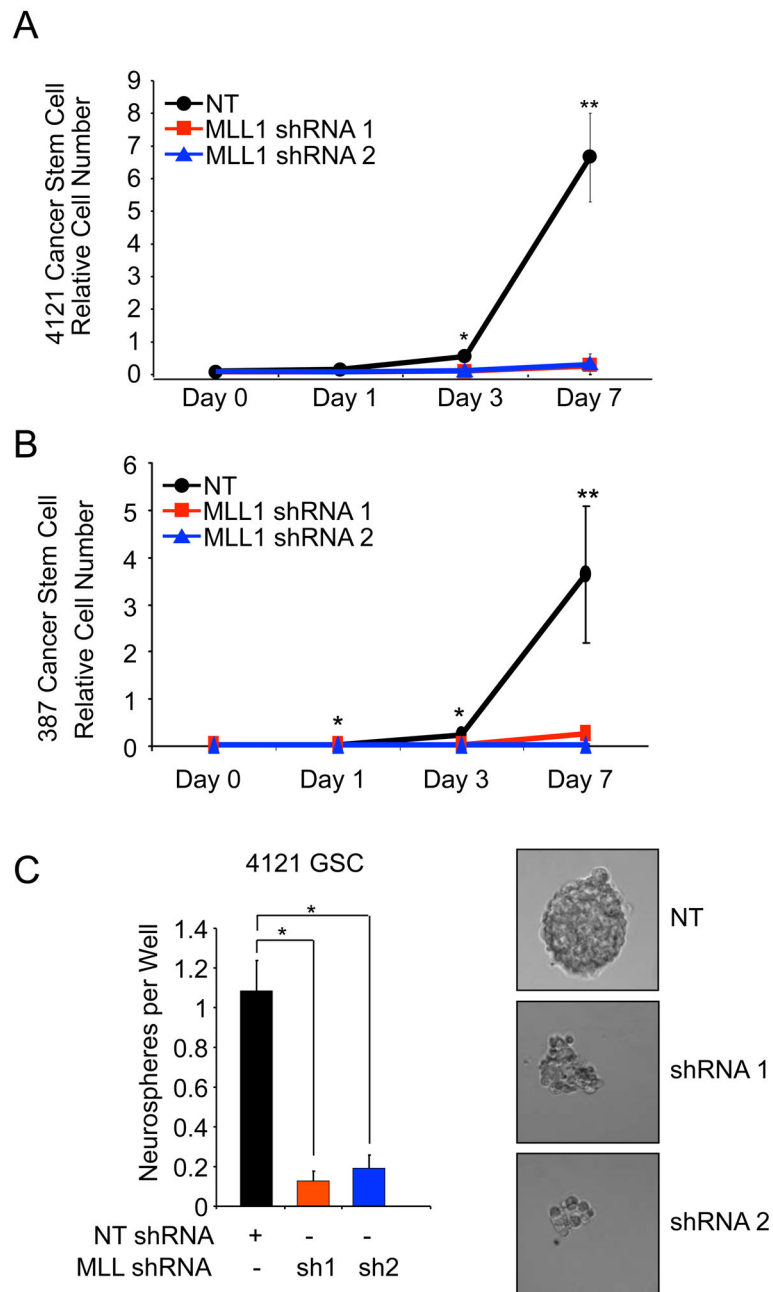 A
4121 Cancer Stem Cell
Relative Cell Number
9
8
7
6
5
4
3
2
1
0
NT
MLL1 shRNA 1
MLL1 shRNA 2
*
**
Day 0 Day 1 Day 3 Day 7
B
387 Cancer Stem Cell
Relative Cell Number
6
5
4
3
2
1
0
NT
MLL1 shRNA 1
MLL1 shRNA 2
*
*
**
Day 0 Day 1 Day 3 Day 7
C
4121 GSC
Neurospheres per Well
1.4
1.2
1
0.8
0.6
0.4
0.2
0
*
*
NT shRNA + - -
MLL shRNA - sh1 sh2
NT
shRNA 1
shRNA 2